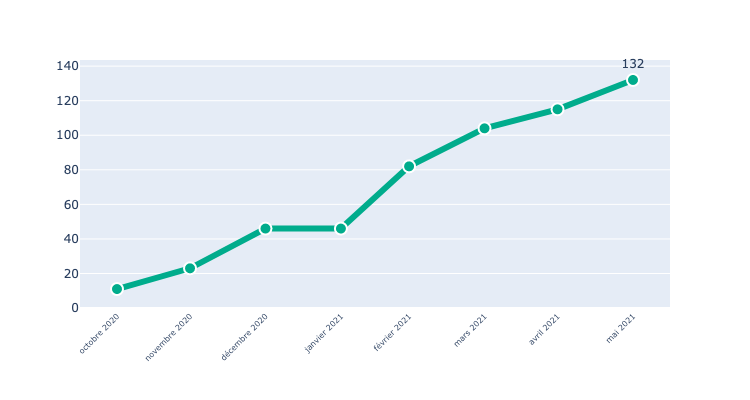 132
140
120
100
80
60
40
20
0
octobre 2020
novembre 2020
décembre 2020
janvier 2021
février 2021
mars 2021
avril 2021
mai 2021